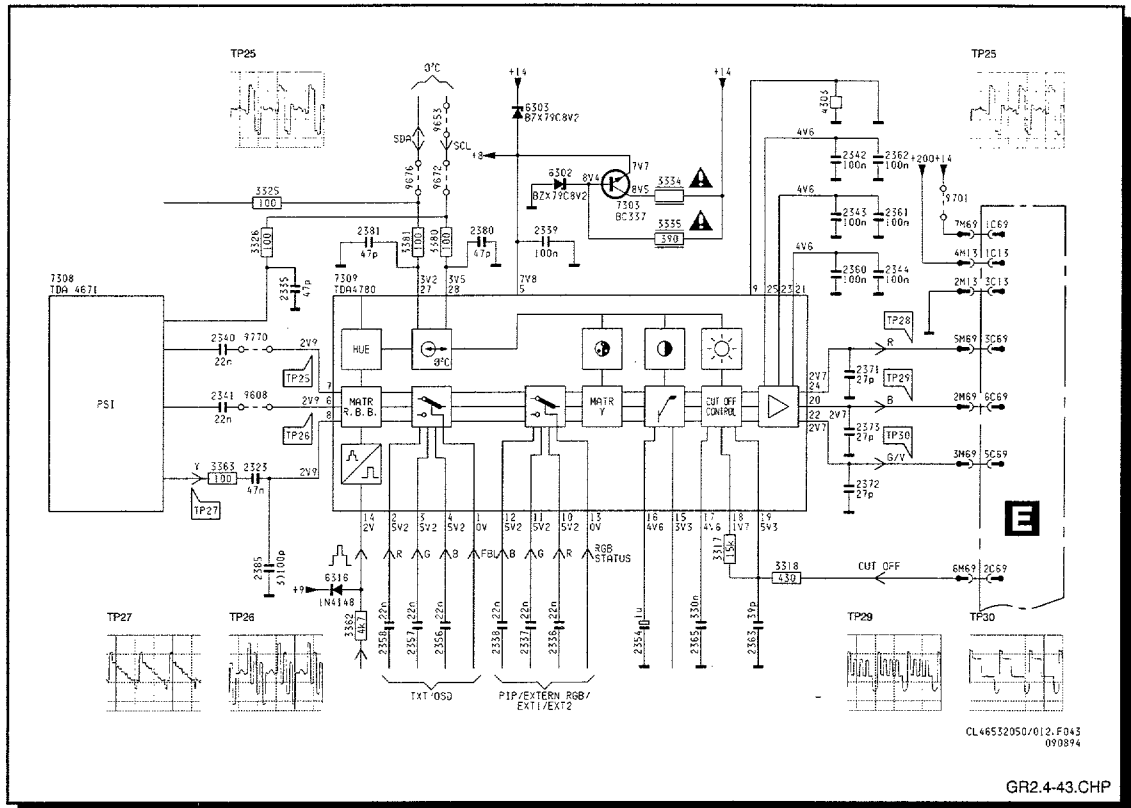 TP25
0°C
+14
+14
TP25
6303
BZX79C8V2
9653
SDA
SCL
+8
6302
BZX79C8V2
8V4
7V7
8V5
7303
BC337
3334
3335
390
4303
4V6
2342
100n
2362
100n
4V6
2343
100n
2361
100n
4V6
2360
100n
2344
100n
+200
+14
9701
9676
9672
3325
100
3326
100
2335
47p
2381
47p
3381
100
3380
100
2380
47p
2339
100n
7308
TDA 4671
PSI
7309
TDA4780
3V2
27
3V5
28
7V8
5
9
25
23
21
7M69
1C69
4M13
1C13
2M13
3C13
2340
22n
9770
2V9
TP25
2341
22n
9608
2V9
TP26
Y
3363
100
2323
47n
2V9
TP27
2385
3)100p
7
6
8
HUE
0°C
MATR
R.B.B.
MATR
Y
CUT OFF
CONTROL
2V7
24
20
22
2V7
2V7
TP28
R
5M69
3C69
2371
27p
TP29
B
2M69
6C69
2373
27p
TP30
G/V
3M69
5C69
2372
27p
E
14
2V
2
5V2
3
5V2
4
5V2
1
0V
12
5V2
11
5V2
10
5V2
13
0V
16
4V6
15
3V3
17
4V6
18
1V7
19
5V3
R
G
B
FBL
B
G
R
RGB
STATUS
3317
15k
3318
430
CUT OFF
6M69
2C69
+9
6316
1N4148
3362
4k7
2358
22n
2357
22n
2356
22n
2338
22n
2337
22n
2336
22n
2354
1u
2365
330n
2363
39p
TXT/OSD
PIP/EXTERN RGB/
EXT1/EXT2
TP27
TP26
TP29
TP30
CL46532050/012.F043
090894
GR2.4-43.CHP